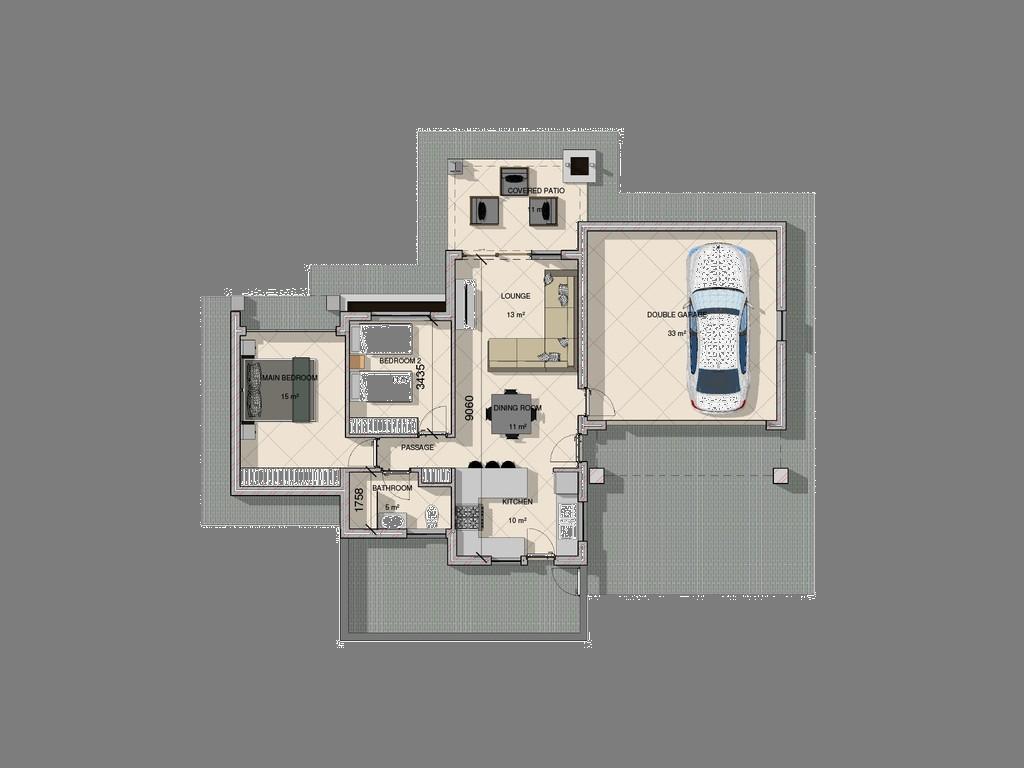 COVERED PATIO
11 m²
LOUNGE
13 m²
DOUBLE GARAGE
33 m²
BEDROOM 2
3435
MAIN BEDROOM
15 m²
9060
DINING ROOM
11 m²
PASSAGE
BATHROOM
5 m²
1758
KITCHEN
10 m²